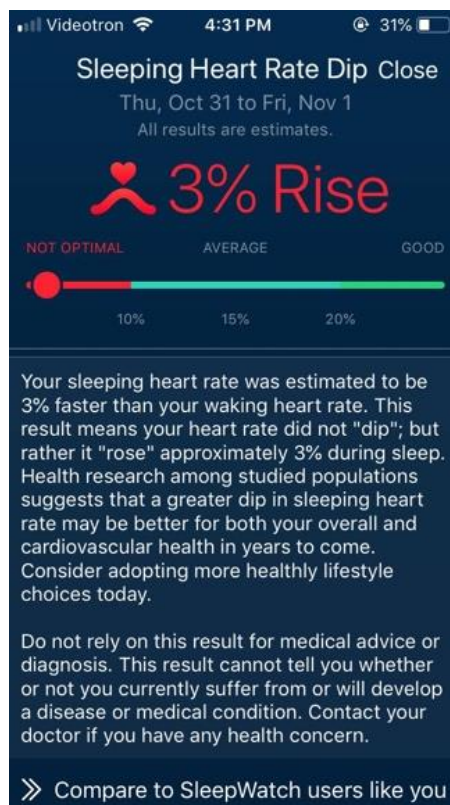 Videotron 4:31 PM 31%
Sleeping Heart Rate Dip Close
Thu, Oct 31 to Fri, Nov 1
All results are estimates.
3% Rise
NOT OPTIMAL AVERAGE GOOD
10% 15% 20%
Your sleeping heart rate was estimated to be
3% faster than your waking heart rate. This
result means your heart rate did not "dip"; but
rather it "rose" approximately 3% during sleep.
Health research among studied populations
suggests that a greater dip in sleeping heart
rate may be better for both your overall and
cardiovascular health in years to come.
Consider adopting more healthly lifestyle
choices today.
Do not rely on this result for medical advice or
diagnosis. This result cannot tell you whether
or not you currently suffer from or will develop
a disease or medical condition. Contact your
doctor if you have any health concern.
Compare to SleepWatch users like you